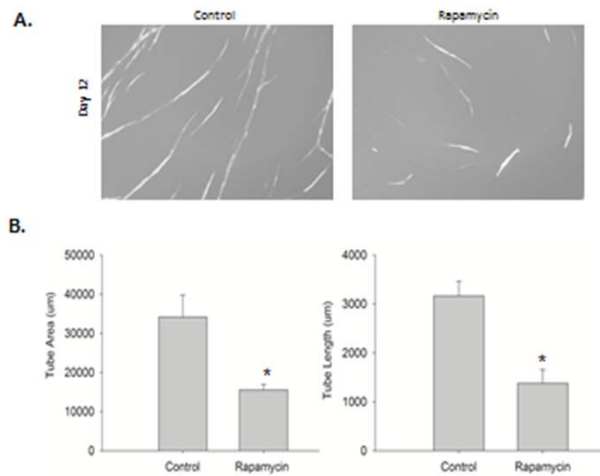 A.
Control
Rapamycin
Day 12
B.
Tube Area (um)
50000
40000
30000
20000
10000
0
*
Control
Rapamycin
Tube Length (um)
4000
3000
2000
1000
0
*
Control
Rapamycin